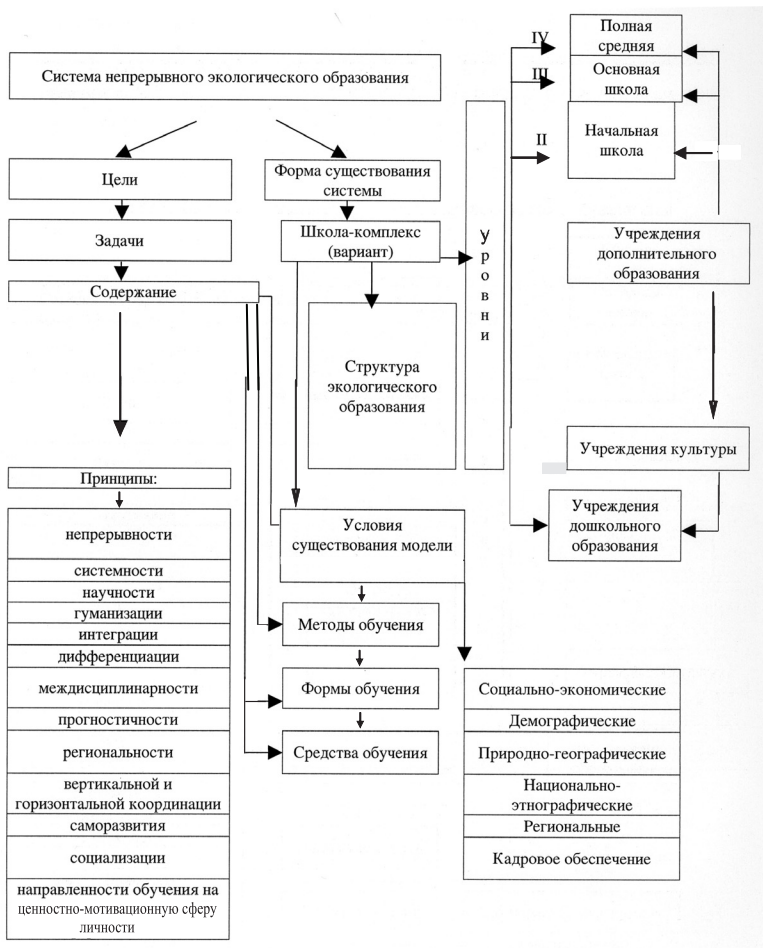 Система непрерывного экологического образования
Цели
Задачи
Содержание
Принципы:
непрерывности
системности
научности
гуманизации
интеграции
дифференциации
междисциплинарности
прогностичности
региональности
вертикальной и
горизонтальной координации
саморазвития
социализации
направленности обучения на
ценностно-мотивационную сферу
личности
Форма существования
системы
Школа-комплекс
(вариант)
Структура
экологического
образования
Условия
существования модели
Методы обучения
Формы обучения
Средства обучения
Социально-экономические
Демографические
Природно-географические
Национально-
этнографические
Региональные
Кадровое обеспечение
у
р
о
в
н
и
IV
Полная
средняя
III
Основная
школа
II
Начальная
школа
Учреждения
дополнительного
образования
Учреждения культуры
Учреждения
дошкольного
образования